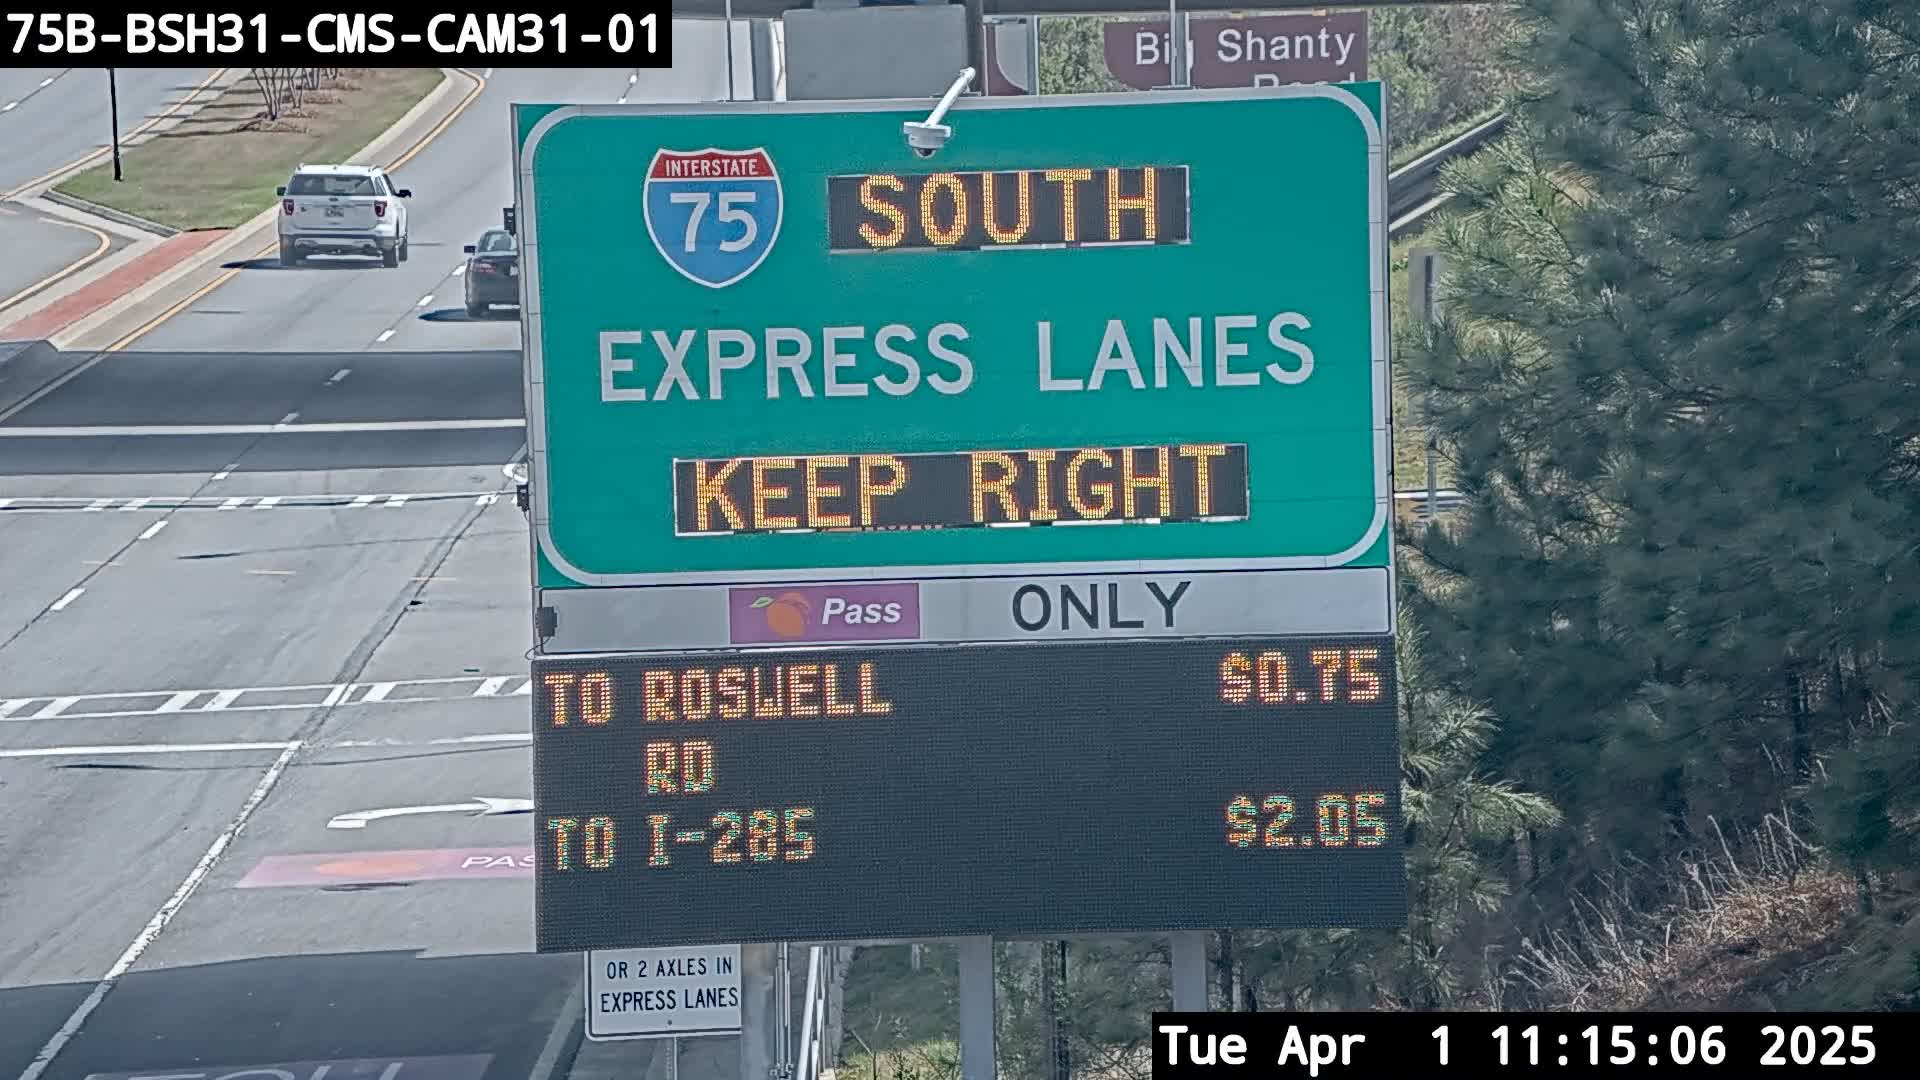 75B-BSH31-CMS-CAM31-01
Big Shanty
Road
INTERSTATE
75
SOUTH
EXPRESS LANES
KEEP RIGHT
Pass ONLY
TO ROSWELL $0.75
RD
TO I-285 $2.05
PAS
OR 2 AXLES IN
EXPRESS LANES
Tue Apr 1 11:15:06 2025